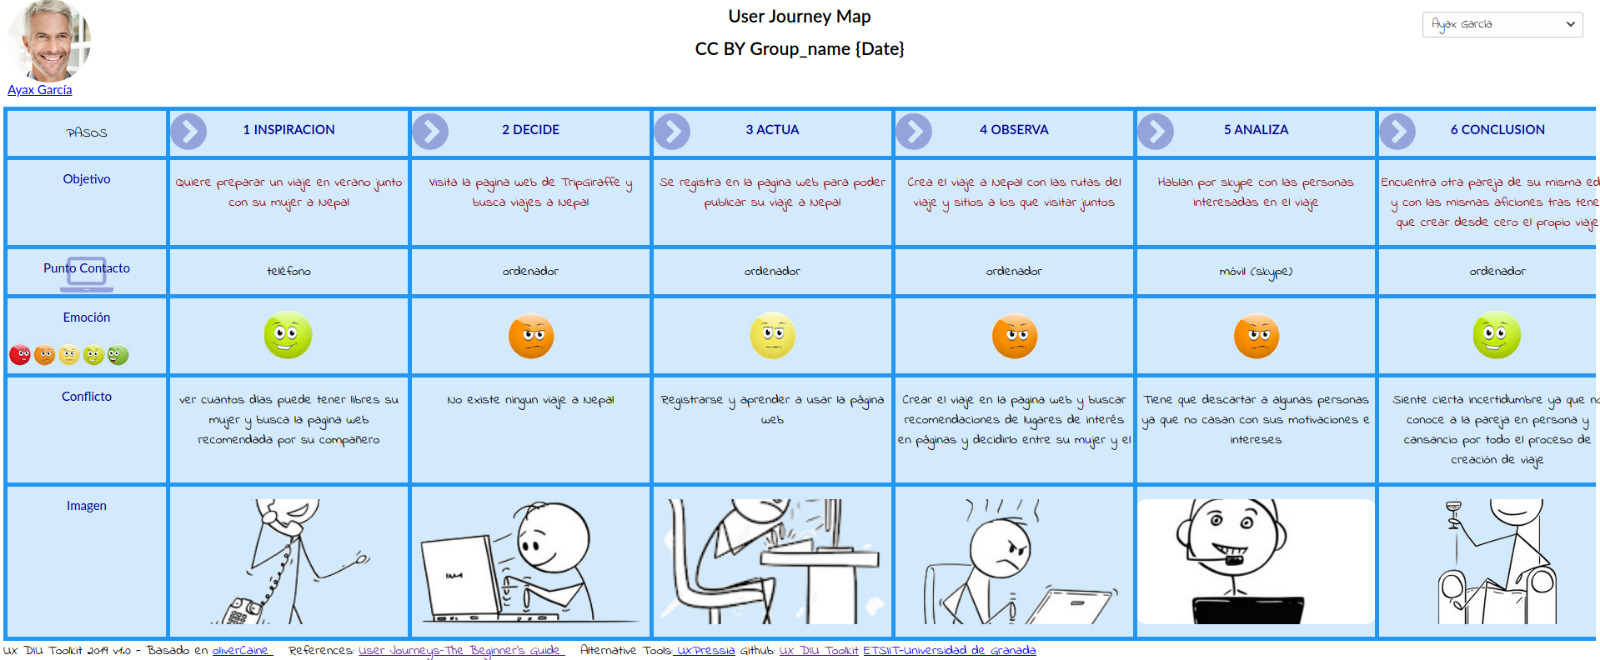 User Journey Map
CC BY Group_name {Date}
Ayax García
Ayax García
PASOS
1 INSPIRACION
2 DECIDE
3 ACTUA
4 OBSERVA
5 ANALIZA
6 CONCLUSION
Objetivo
Quiere preparar un viaje en verano junto
con su mujer a Nepal
Visita la página web de TripGiraffe y
busca viajes a Nepal
Se registra en la página web para poder
publicar su viaje a Nepal
Crea el viaje a Nepal con las rutas del
viaje y sitios a los que visitar juntos
Hablan por skype con las personas
interesadas en el viaje
Encuentra otra pareja de su misma ed
y con las mismas aficiones tras tene
que crear desde cero el propio viaje
Punto Contacto
teléfono
ordenador
ordenador
ordenador
móvil (skype)
ordenador
Emoción
Conflicto
ver cuantos días puede tener libres su
mujer y busca la página web
recomendada por su compañero
No existe ningun viaje a Nepal
Registrarse y aprender a usar la página
web
Crear el viaje en la pagina web y buscar
recomendaciones de lugares de interés
en páginas y decidirlo entre su mujer y el
Tiene que descartar a algunas personas
ya que no casan con sus motivaciones e
intereses
Siente cierta incertidumbre ya que no
conoce a la pareja en persona y
cansancio por todo el proceso de
creación de viaje
Imagen
UX DIU Toolkit 2019 v1.0 - Basado en oliverCaine References: User Journeys-The Beginner's Guide Alternative Tools: UXPressia Github: UX DIU Toolkit ETSIIT-Universidad de Granada